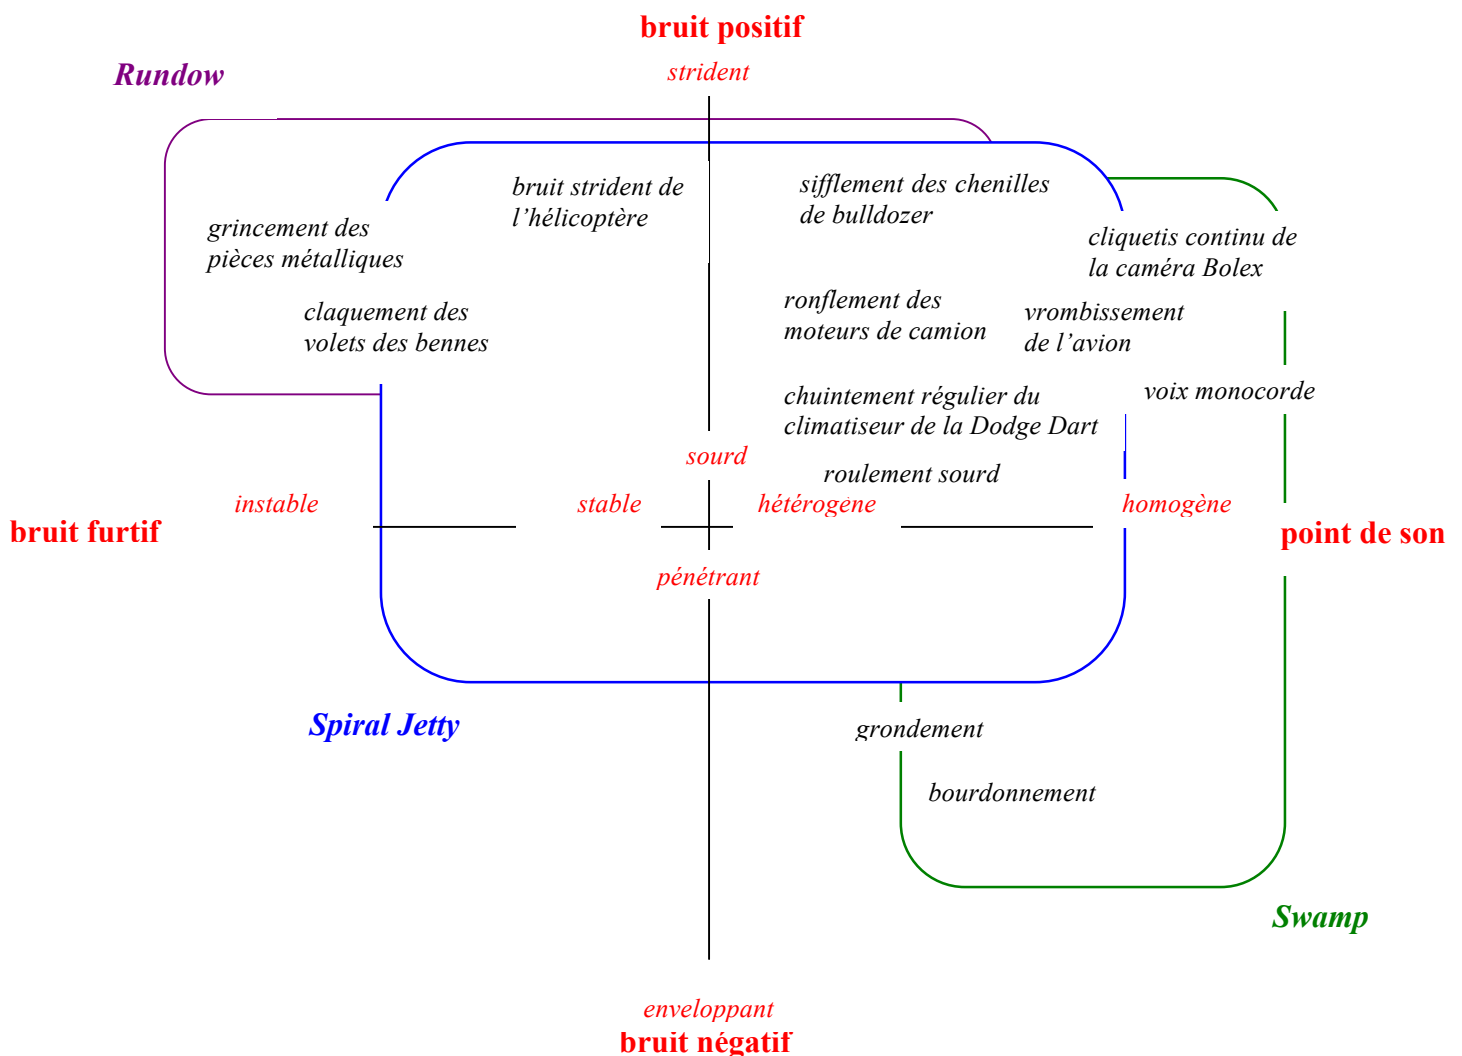 bruit positif
strident
Rundow
bruit strident de
l’hélicoptère
sifflement des chenilles
de bulldozer
grincement des
pièces métalliques
cliquetis continu de
la caméra Bolex
claquement des
volets des bennes
ronflement des
moteurs de camion
vrombissement
de l’avion
chuintement régulier du
climatiseur de la Dodge Dart
voix monocorde
sourd
roulement sourd
instable
stable
hétérogène
homogène
bruit furtif
point de son
pénétrant
Spiral Jetty
grondement
bourdonnement
Swamp
enveloppant
bruit négatif